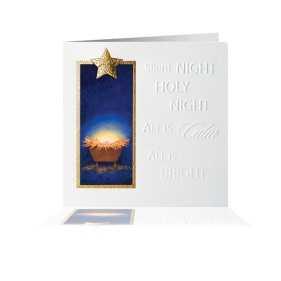 Silent NIGHT
HOLY
NIGHT
ALL IS Calm
ALL IS
BRIGHT